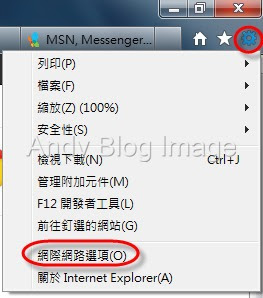 MSN, Messenger...
列印(P)
檔案(F)
縮放(Z) (100%)
安全性(S)
檢視下載(N) Ctrl+J
Andy Blog Image
管理附加元件(M)
F12 開發者工具(L)
前往釘選的網站(G)
網際網路選項(O)
關於 Internet Explorer(A)